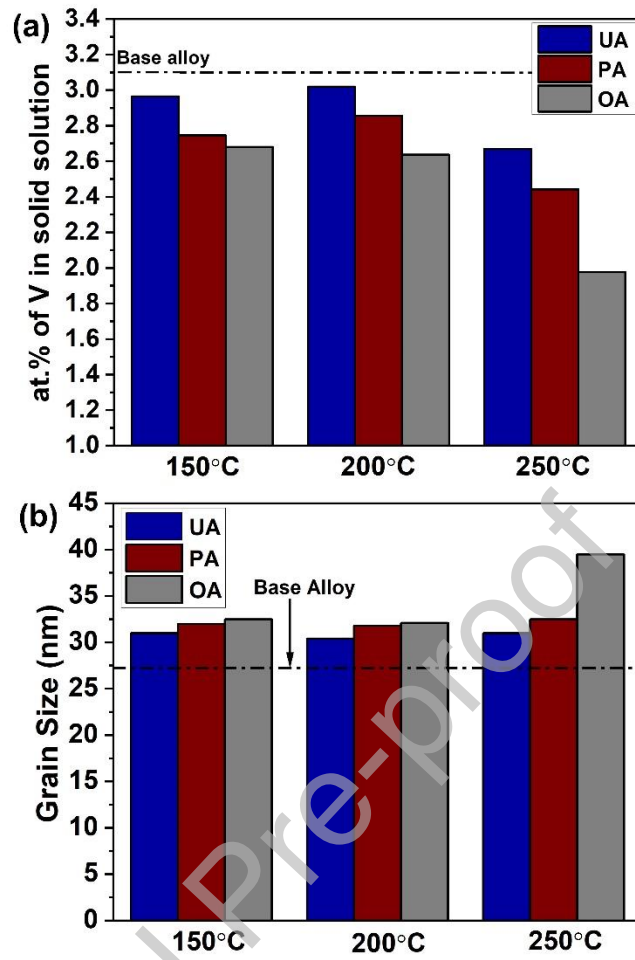 (a)
3.4
3.2
3.0
2.8
2.6
2.4
2.2
2.0
1.8
1.6
1.4
1.2
1.0
at.% of V in solid solution
Base alloy
UA
PA
OA
150°C 200°C 250°C
(b)
45
40
35
30
25
20
15
10
5
0
Grain Size (nm)
UA
PA
OA
Base Alloy
150°C 200°C 250°C
Pre-proof